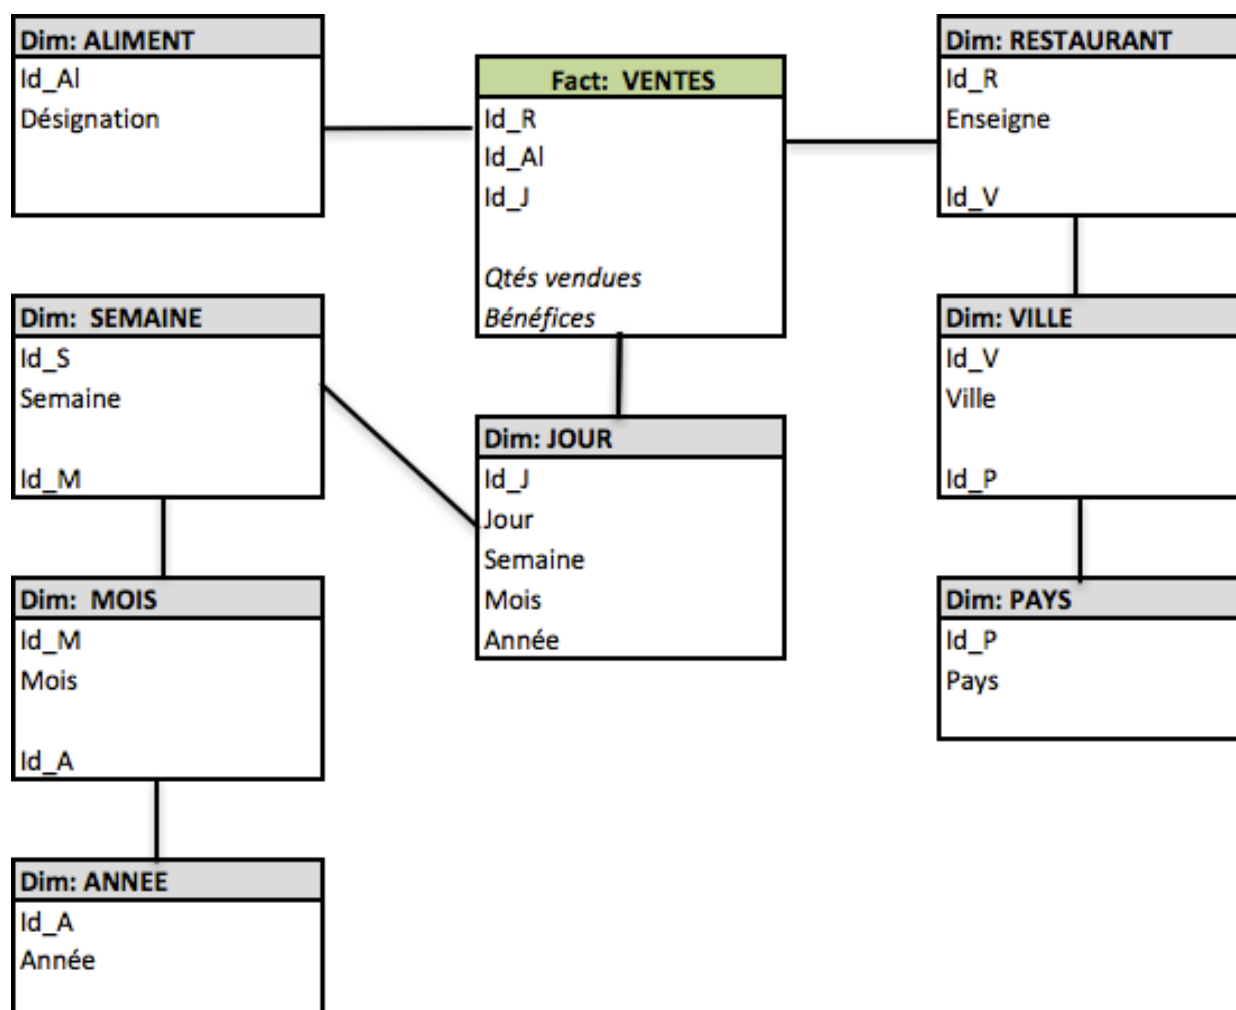 Dim: ALIMENT
Id_Al
Désignation
Fact: VENTES
Id_R
Id_Al
Id_J
Qtés vendues
Bénéfices
Dim: RESTAURANT
Id_R
Enseigne
Id_V
Dim: SEMAINE
Id_S
Semaine
Id_M
Dim: JOUR
Id_J
Jour
Semaine
Mois
Année
Dim: VILLE
Id_V
Ville
Id_P
Dim: MOIS
Id_M
Mois
Id_A
Dim: PAYS
Id_P
Pays
Dim: ANNEE
Id_A
Année